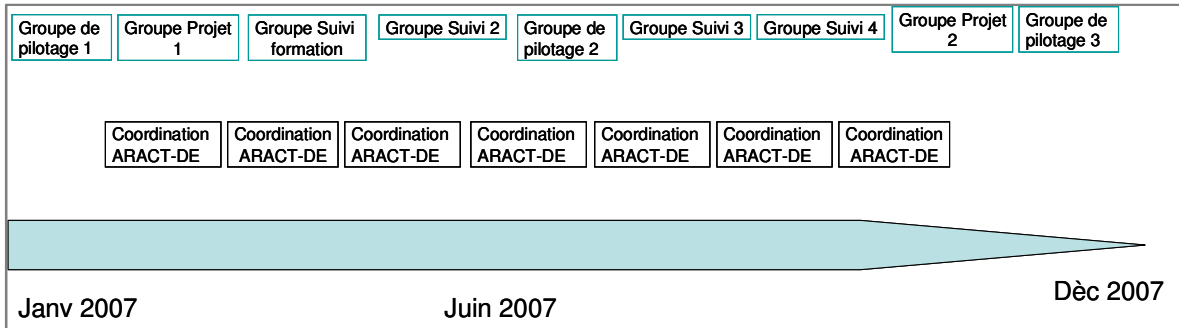 Groupe de
pilotage 1
Groupe Projet
1
Groupe Suivi
formation
Groupe Suivi 2
Groupe de
pilotage 2
Groupe Suivi 3
Groupe Suivi 4
Groupe Projet
2
Groupe de
pilotage 3
Coordination
ARACT-DE
Coordination
ARACT-DE
Coordination
ARACT-DE
Coordination
ARACT-DE
Coordination
ARACT-DE
Coordination
ARACT-DE
Coordination
ARACT-DE
Janv 2007
Juin 2007
Dèc 2007